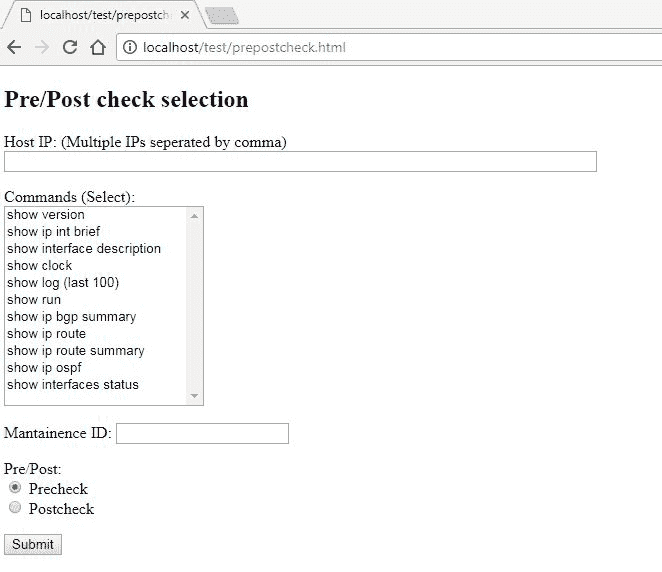 localhost/test/prepostch
localhost/test/prepostcheck.html
Pre/Post check selection
Host IP: (Multiple IPs seperated by comma)
Commands (Select):
show version
show ip int brief
show interface description
show clock
show log (last 100)
show run
show ip bgp summary
show ip route
show ip route summary
show ip ospf
show interfaces status
Mantainence ID:
Pre/Post:
Precheck
Postcheck
Submit